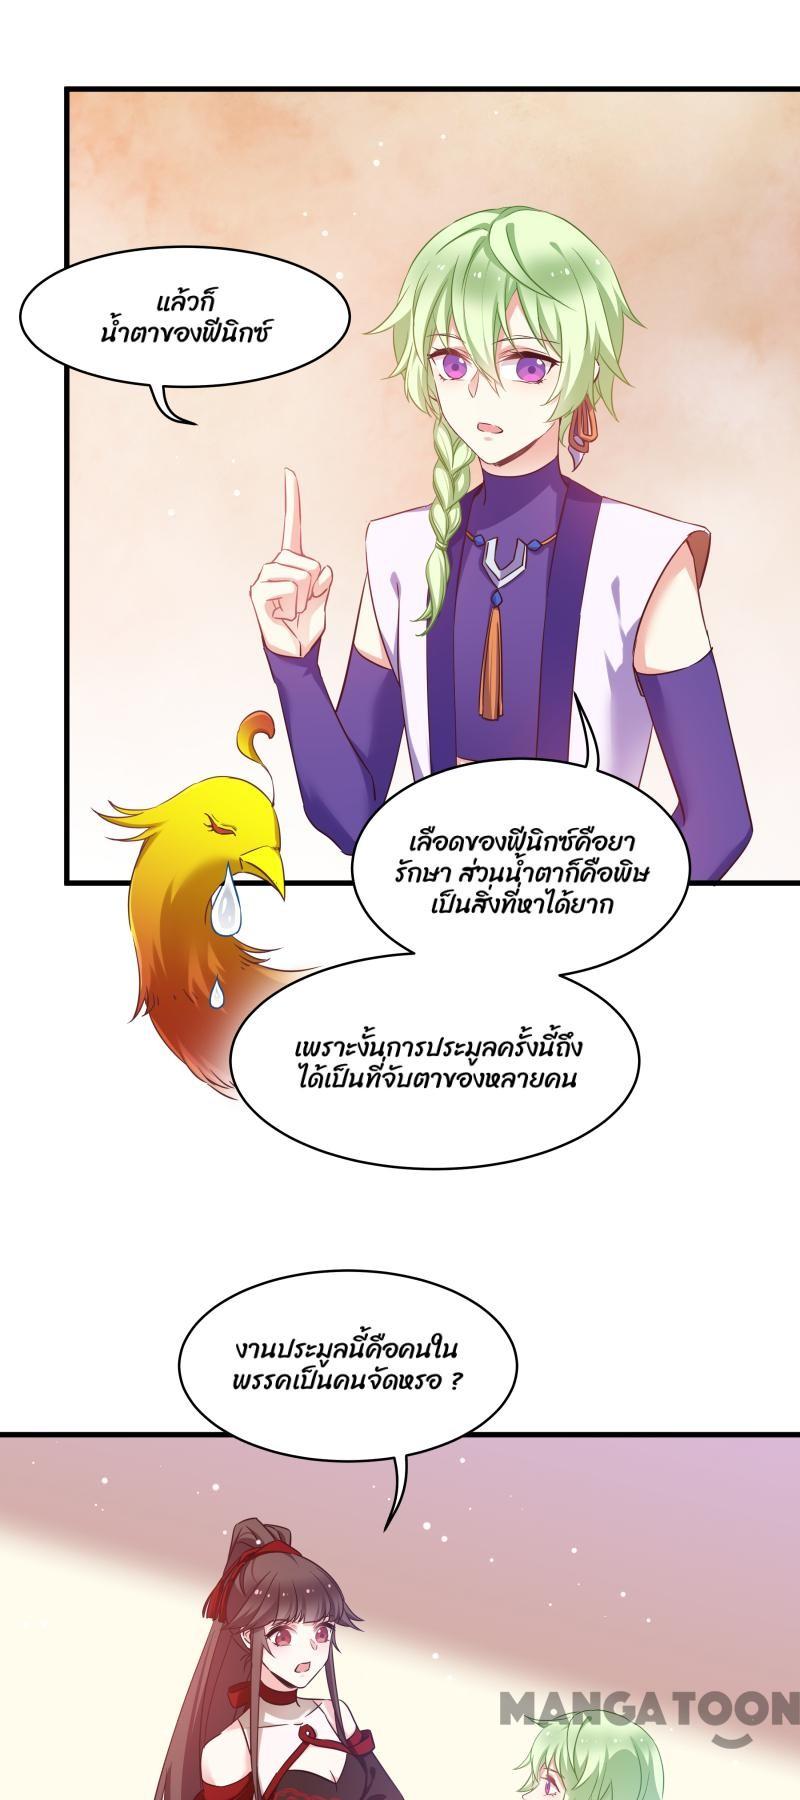 แล้วก็
น้ำตาของฟีนิกซ์
เลือดของฟีนิกซ์คือยา
รักษา ส่วนน้ำตาก็คือพิษ
เป็นสิ่งที่หาได้ยาก
เพราะงั้นการประมูลครั้งนี้ถึง
ได้เป็นที่จับตาของหลายคน
งานประมูลนี้คือคนใน
พรรคเป็นคนจัดหรอ ?
MANGATOON